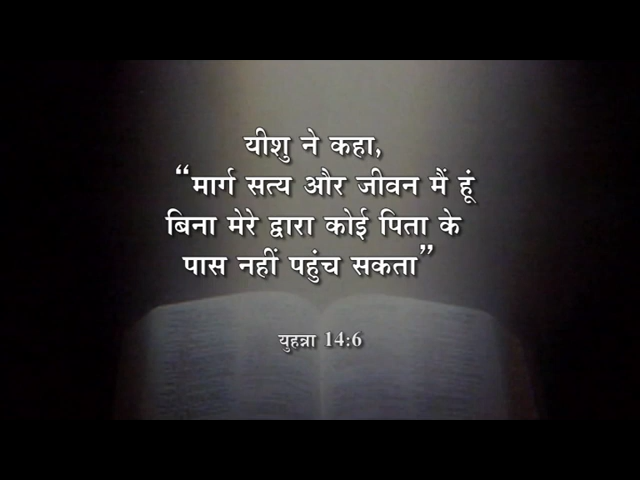 यीशु ने कहा,
“मार्ग सत्य और जीवन मैं हूं
बिना मेरे द्वारा कोई पिता के
पास नहीं पहुंच सकता”
युहन्ना 14:6